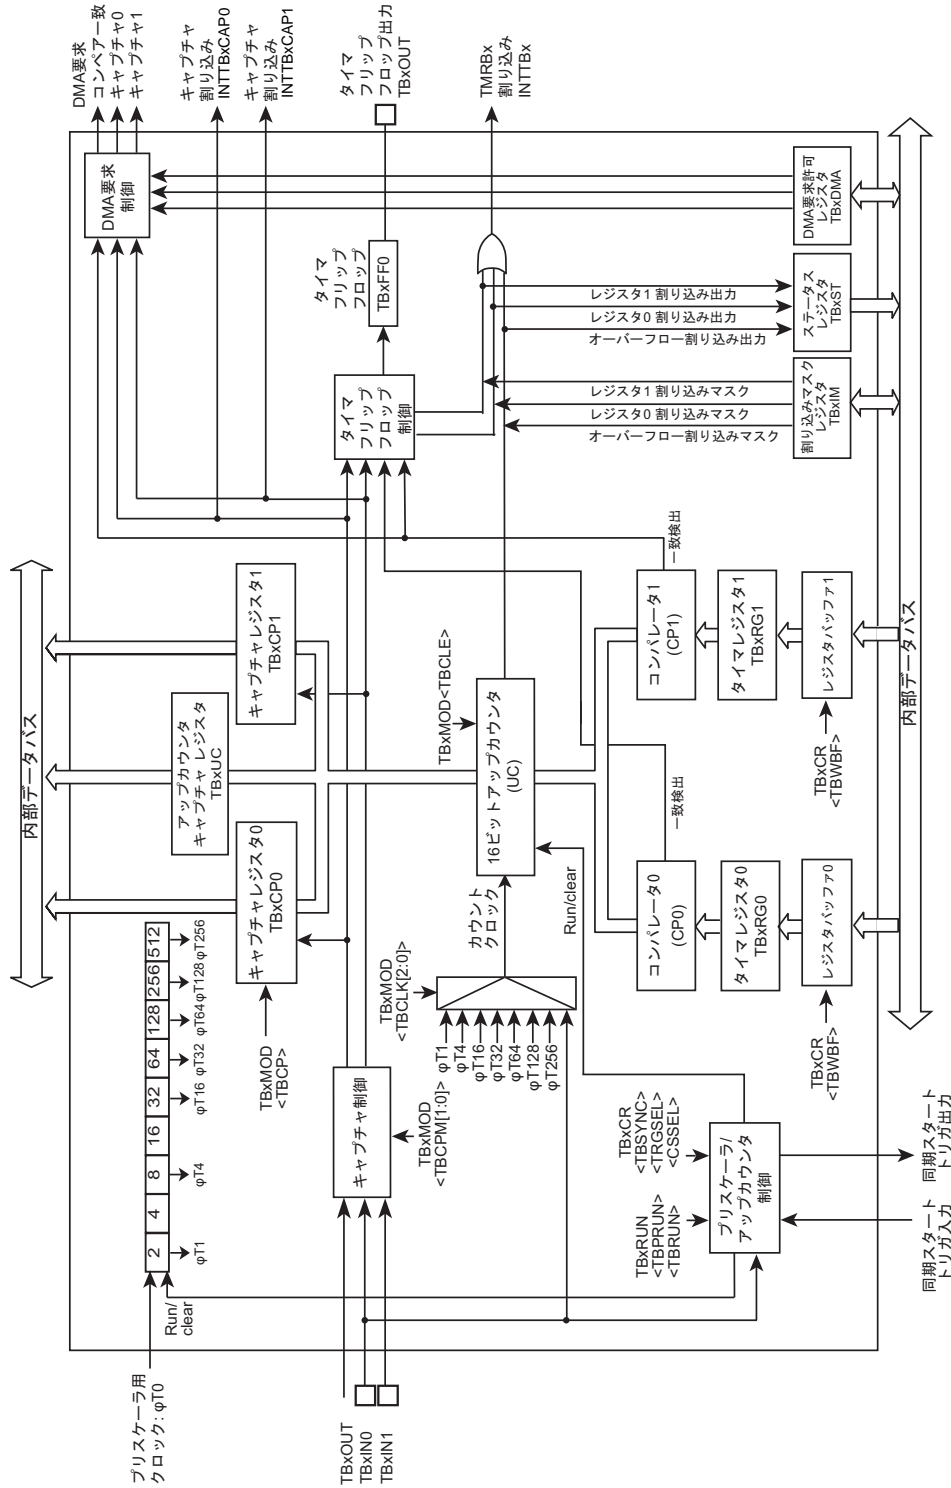 プリスケーラ用
クロック: φT0
Run/
clear
2
4
8
16
32
64
128
256
512
φT1
φT4
φT16
φT32
φT64
φT128
φT256
内部データバス
TBxOUT
TBxIN0
TBxIN1
キャプチャ制御
TBxMOD
<TBCPM[1:0]>
TBxMOD
<TBCP>
キャプチャレジスタ0
TBxCP0
アップカウンタ
キャプチャ レジスタ
TBxUC
キャプチャレジスタ1
TBxCP1
TBxMOD
<TBCLK[2:0]>
φT1
φT4
φT16
φT32
φT64
φT128
φT256
カウント
クロック
16ビットアップカウンタ
(UC)
TBxMOD<TBCLE>
Run/clear
TBxRUN
<TBPRUN>
<TBRUN>
TBxCR
<TBSYNC>
<TRGSEL>
<CSSEL>
プリスケーラ/
アップカウンタ
制御
同期スタート
トリガ入力
同期スタート
トリガ出力
コンパレータ0
(CP0)
一致検出
タイマレジスタ0
TBxRG0
レジスタバッファ0
TBxCR
<TBWBF>
コンパレータ1
(CP1)
一致検出
タイマレジスタ1
TBxRG1
レジスタバッファ1
TBxCR
<TBWBF>
内部データバス
タイマ
フリップ
フロップ
制御
タイマ
フリップ
フロップ
TBxFF0
DMA要求
制御
DMA要求
コンペア一致
キャプチャ0
キャプチャ1
キャプチャ
割り込み
INTTBxCAP0
キャプチャ
割り込み
INTTBxCAP1
タイマ
フリップ
フロップ出力
TBxOUT
TMRBx
割り込み
INTTBx
レジスタ1 割り込み出力
レジスタ0 割り込み出力
オーバーフロー割り込み出力
レジスタ1 割り込みマスク
レジスタ0 割り込みマスク
オーバーフロー割り込みマスク
割り込みマスク
レジスタ
TBxIM
ステータス
レジスタ
TBxST
DMA要求許可
レジスタ
TBxDMA